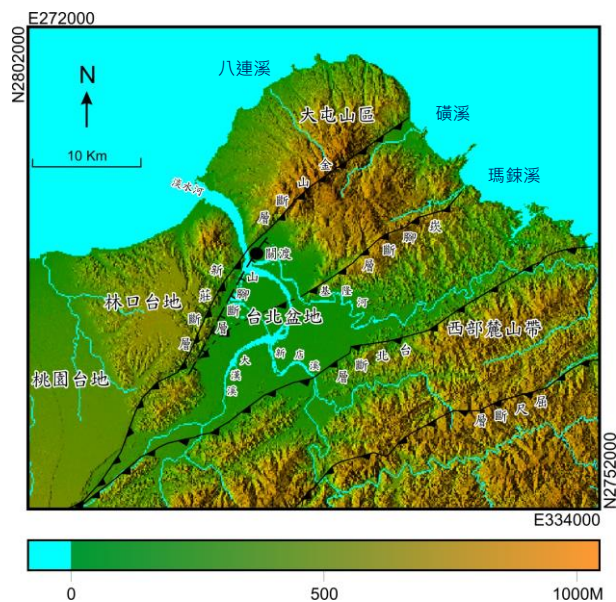 E272000
N2802000
N
10 Km
八連溪
大屯山區
磺溪
瑪鋉溪
金山斷層
淡水河
關渡
崁腳斷層
新莊斷層
山腳斷層
基隆河
林口台地
台北盆地
西部麓山帶
桃園台地
大漢溪
新店溪
台北斷層
屈尺斷層
N2752000
E334000
0
500
1000M